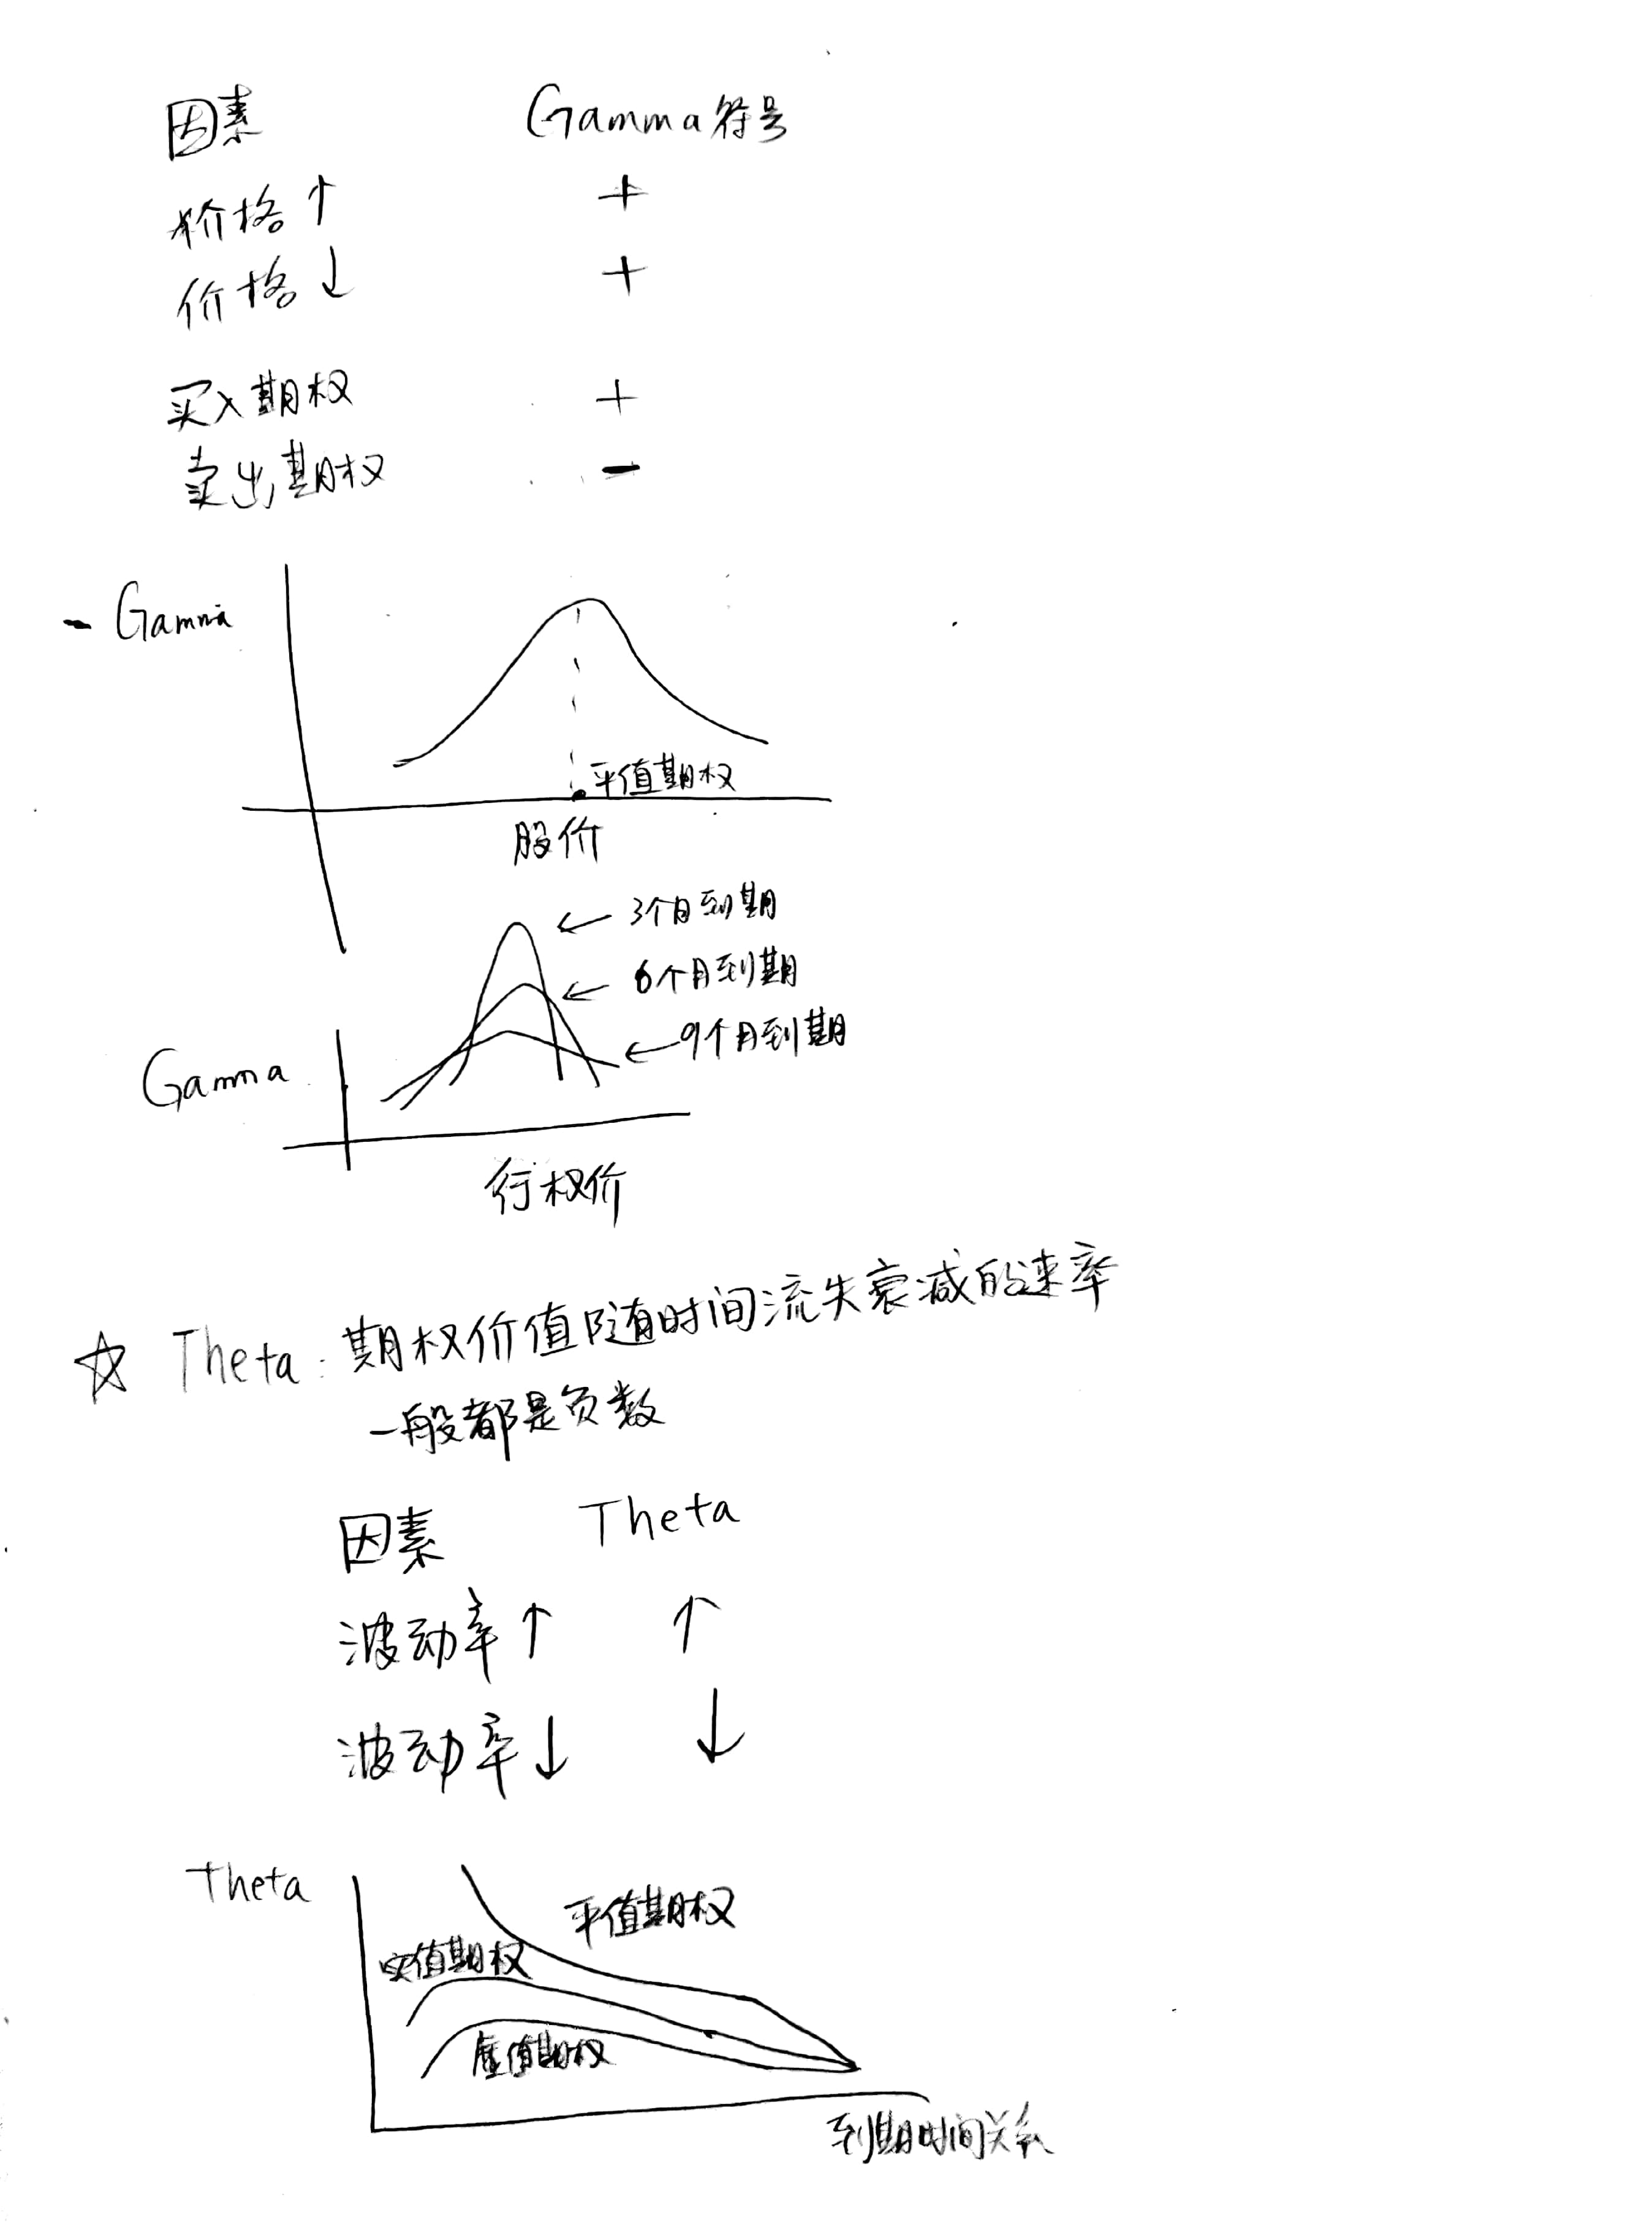 因素 Gamma符号
价格↑ +
价格↓ +
买入期权 +
卖出期权 -
- Gamma
平值期权
股价
← 3个月到期
← 6个月到期
← 9个月到期
Gamma
行权价
☆ Theta: 期权价值随时间流失衰减的速率
一般都是负数
因素 Theta
波动率↑ ↑
波动率↓ ↓
Theta
平值期权
实值期权
虚值期权
到期时间关系